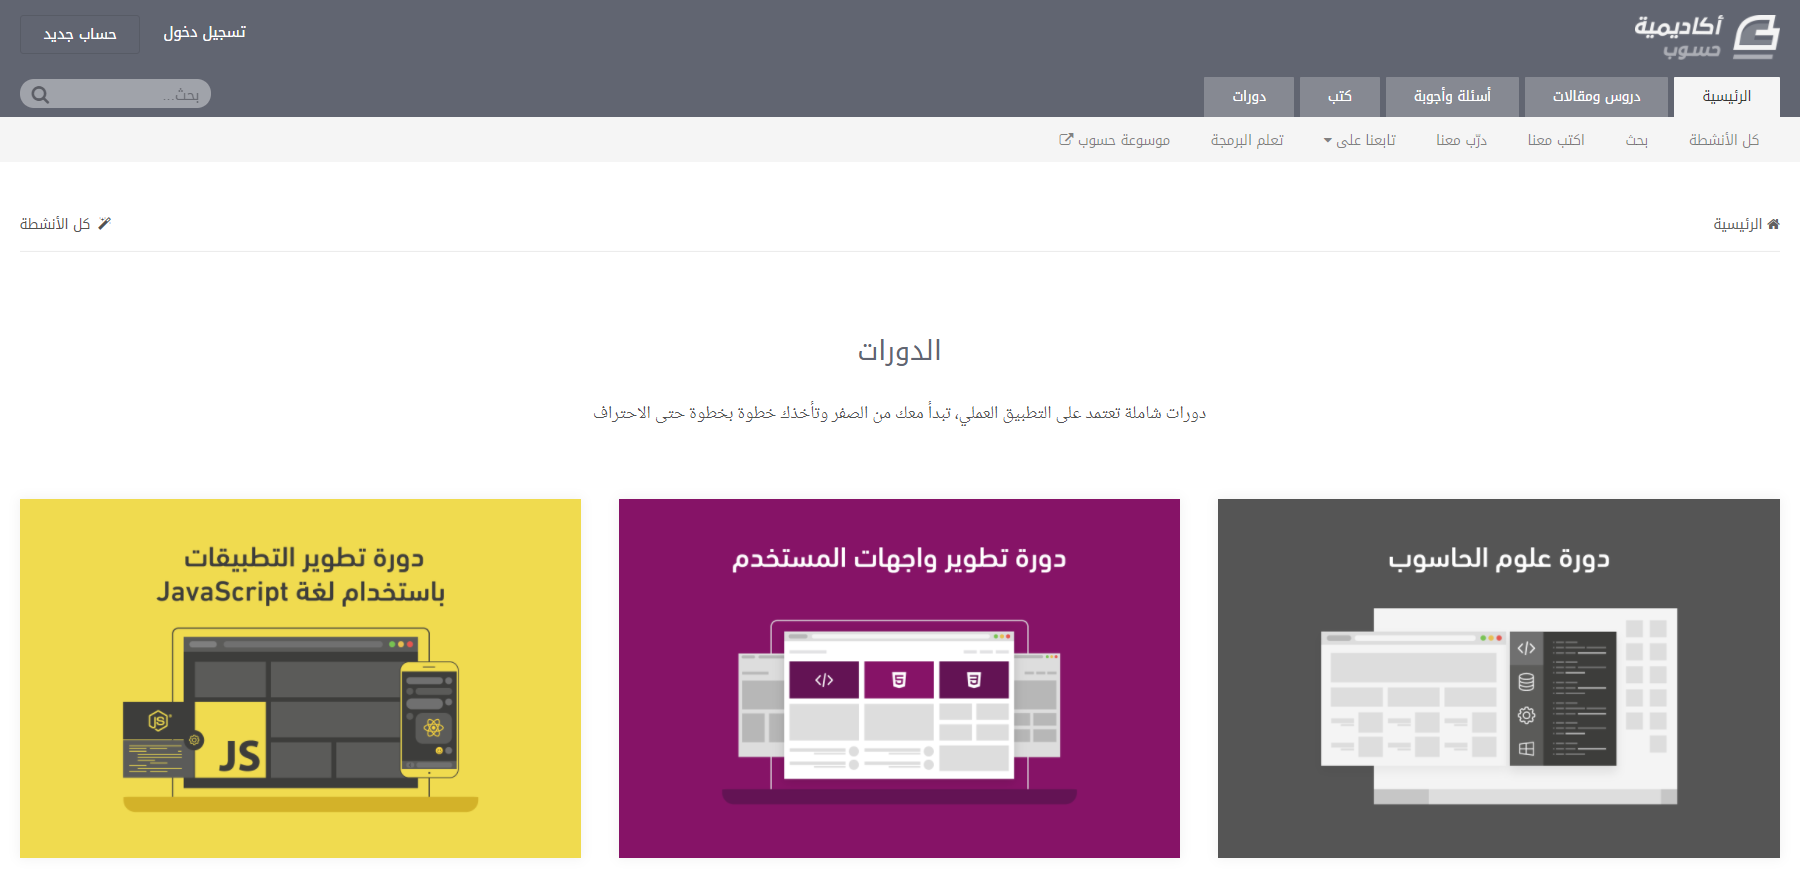 أكاديمية
حسوب
تسجيل دخول
حساب جديد
الرئيسية
دروس ومقالات
أسئلة وأجوبة
كتب
دورات
بحث...
كل الأنشطة
بحث
اكتب معنا
درّب معنا
تابعنا على
تعلم البرمجة
موسوعة حسوب
الرئيسية
كل الأنشطة
الدورات
دورات شاملة تعتمد على التطبيق العملي، تبدأ معك من الصفر وتأخذك خطوة بخطوة حتى الاحتراف
دورة علوم الحاسوب
</>
دورة تطوير واجهات المستخدم
</>
دورة تطوير التطبيقات
باستخدام لغة JavaScript
JS
JS